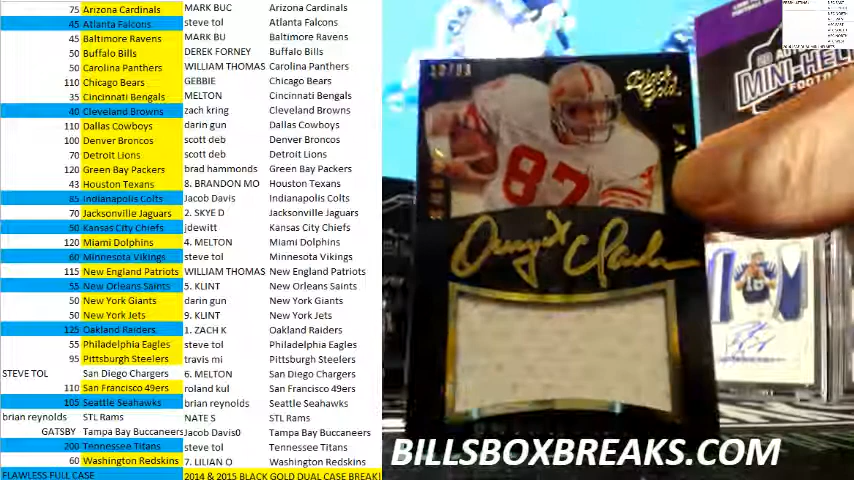 75 Arizona Cardinals MARK BUC Arizona Cardinals
45 Atlanta Falcons steve tol Atlanta Falcons
45 Baltimore Ravens MARK BU Baltimore Ravens
50 Buffalo Bills DEREK FORNEY Buffalo Bills
50 Carolina Panthers WILLIAM THOMAS Carolina Panthers
110 Chicago Bears GEBBIE Chicago Bears
35 Cincinnati Bengals MELTON Cincinnati Bengals
40 Cleveland Browns zach kring Cleveland Browns
110 Dallas Cowboys darin gun Dallas Cowboys
100 Denver Broncos scott deb Denver Broncos
70 Detroit Lions scott deb Detroit Lions
120 Green Bay Packers brad hammonds Green Bay Packers
43 Houston Texans 8. BRANDON MO Houston Texans
85 Indianapolis Colts Jacob Davis Indianapolis Colts
70 Jacksonville Jaguars 2. SKYE D Jacksonville Jaguars
50 Kansas City Chiefs jdewitt Kansas City Chiefs
120 Miami Dolphins 4. MELTON Miami Dolphins
60 Minnesota Vikings steve tol Minnesota Vikings
115 New England Patriots WILLIAM THOMAS New England Patriots
55 New Orleans Saints 5. KLINT New Orleans Saints
50 New York Giants darin gun New York Giants
50 New York Jets 9. KLINT New York Jets
125 Oakland Raiders 1. ZACH K Oakland Raiders
55 Philadelphia Eagles steve tol Philadelphia Eagles
95 Pittsburgh Steelers travis mi Pittsburgh Steelers
STEVE TOL San Diego Chargers 6. MELTON San Diego Chargers
110 San Francisco 49ers roland kul San Francisco 49ers
105 Seattle Seahawks brian reynolds Seattle Seahawks
brian reynolds STL Rams NATE S STL Rams
GATSBY Tampa Bay Buccaneers Jacob Davis0 Tampa Bay Buccaneers
200 Tennessee Titans steve tol Tennessee Titans
60 Washington Redskins 7. LILIAN O Washington Redskins
FLAWLESS FULL CASE 2014 & 2015 BLACK GOLD DUAL CASE BREAK!
Black
Gold
87
Dwight Clark
MINI-HEL
FOOTBA
18
BILLSBOXBREAKS.COM